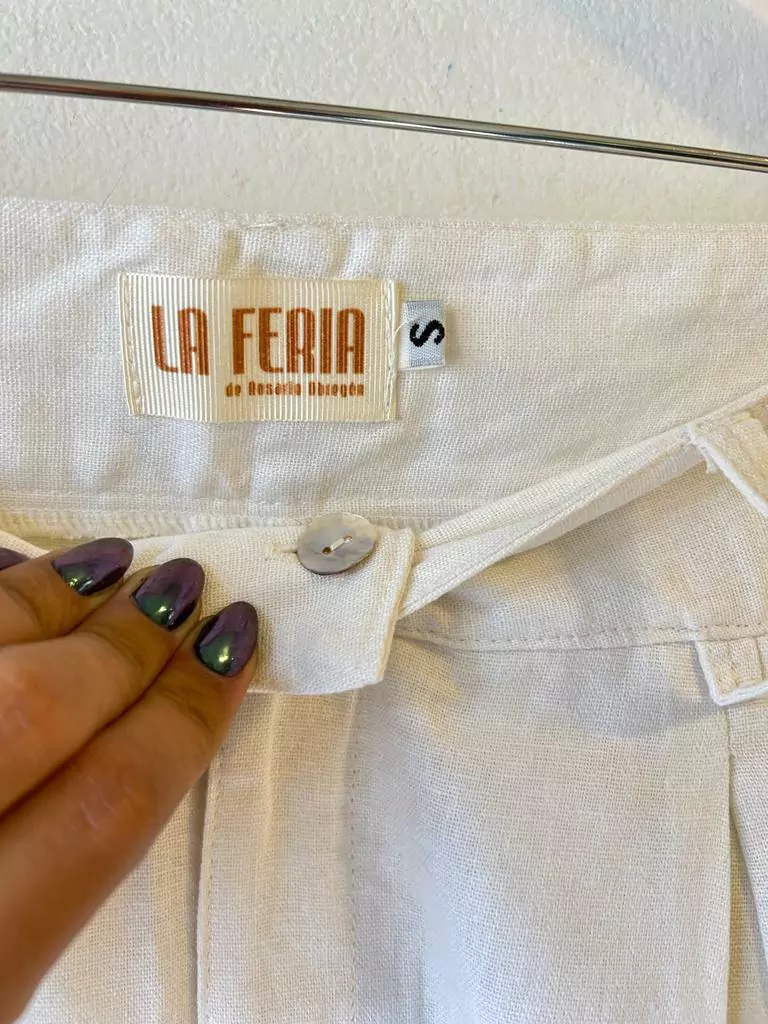 LA FERIA
de Rosario Obregón
S